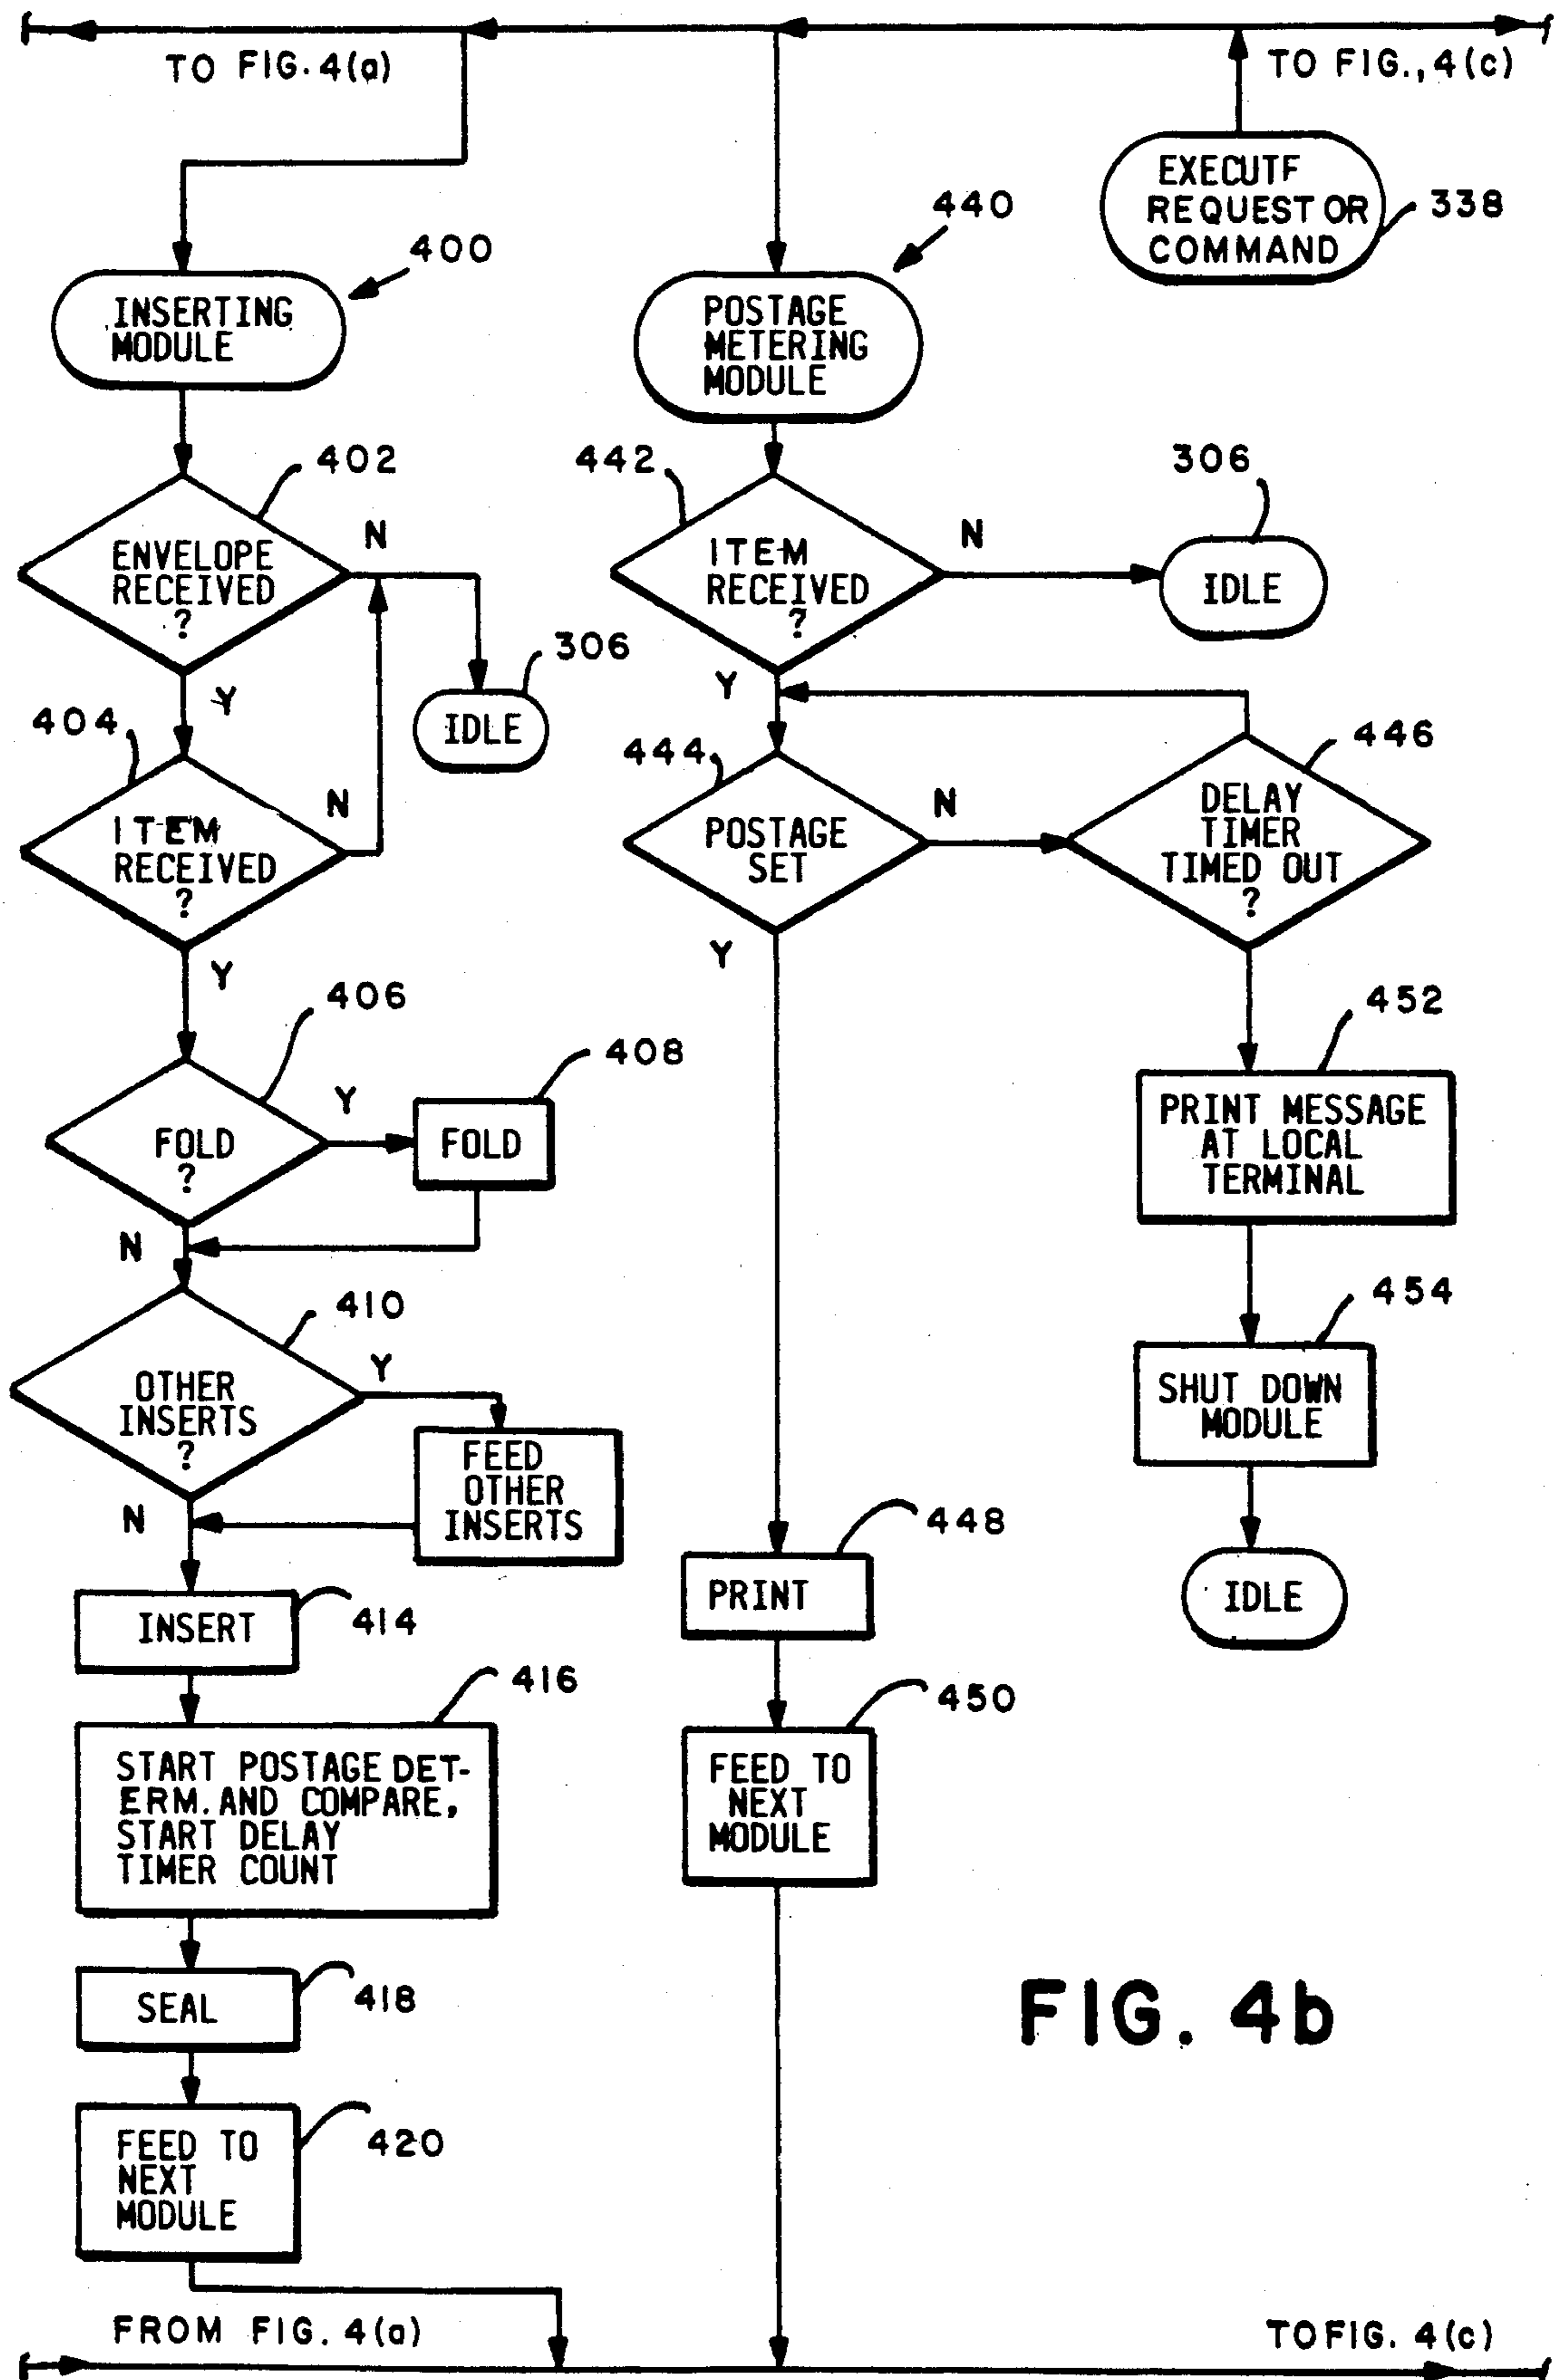 TO FIG. 4(a)
TO FIG., 4(c)
EXECUTF
REQUEST OR
COMMAND
338
400
INSERTING
MODULE
440
POSTAGE
METERING
MODULE
402
ENVELOPE
RECEIVED
?
N
Y
306
IDLE
404
ITEM
RECEIVED
?
N
Y
406
FOLD
?
Y
N
408
FOLD
410
OTHER
INSERTS
?
Y
N
FEED
OTHER
INSERTS
INSERT
414
416
START POSTAGE DET-
ERM. AND COMPARE,
START DELAY
TIMER COUNT
SEAL
418
FEED TO
NEXT
MODULE
420
442
ITEM
RECEIVED
?
N
Y
306
IDLE
444
POSTAGE
SET
N
Y
446
DELAY
TIMER
TIMED OUT
?
452
PRINT MESSAGE
AT LOCAL
TERMINAL
454
SHUT DOWN
MODULE
IDLE
448
PRINT
450
FEED TO
NEXT
MODULE
FIG. 4b
FROM FIG. 4(a)
TO FIG. 4(c)